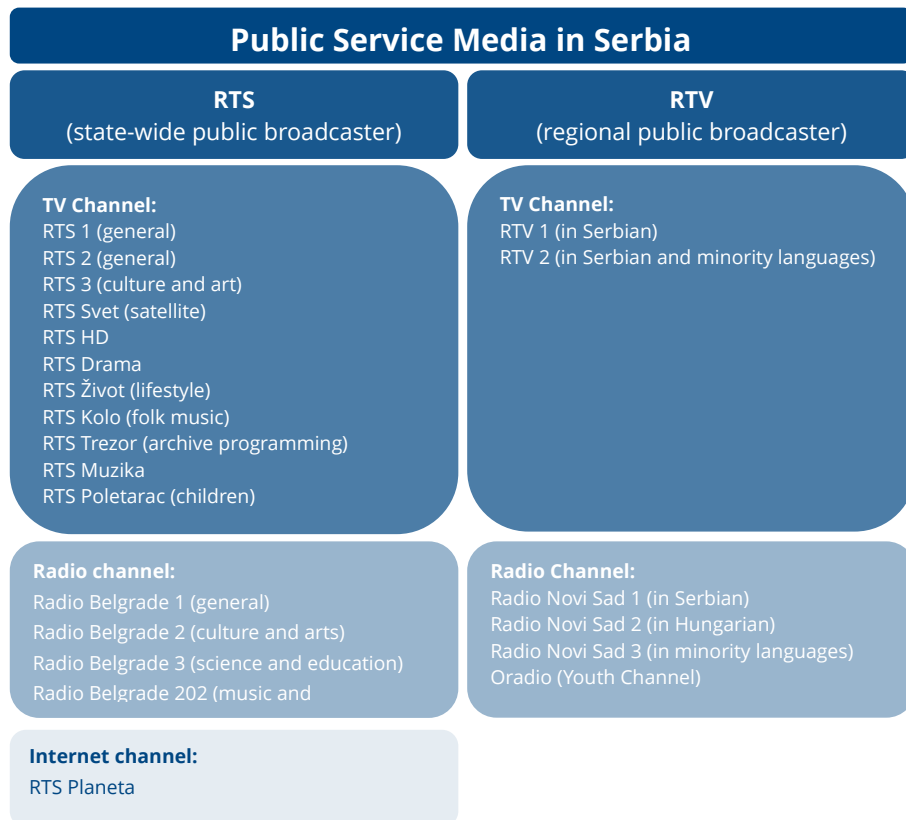 Public Service Media in Serbia
RTS
(state-wide public broadcaster)
TV Channel:
RTS 1 (general)
RTS 2 (general)
RTS 3 (culture and art)
RTS Svet (satellite)
RTS HD
RTS Drama
RTS Život (lifestyle)
RTS Kolo (folk music)
RTS Trezor (archive programming)
RTS Muzika
RTS Poletarac (children)
Radio channel:
Radio Belgrade 1 (general)
Radio Belgrade 2 (culture and arts)
Radio Belgrade 3 (science and education)
Radio Belgrade 202 (music and
Internet channel:
RTS Planeta
RTV
(regional public broadcaster)
TV Channel:
RTV 1 (in Serbian)
RTV 2 (in Serbian and minority languages)
Radio Channel:
Radio Novi Sad 1 (in Serbian)
Radio Novi Sad 2 (in Hungarian)
Radio Novi Sad 3 (in minority languages)
Oradio (Youth Channel)